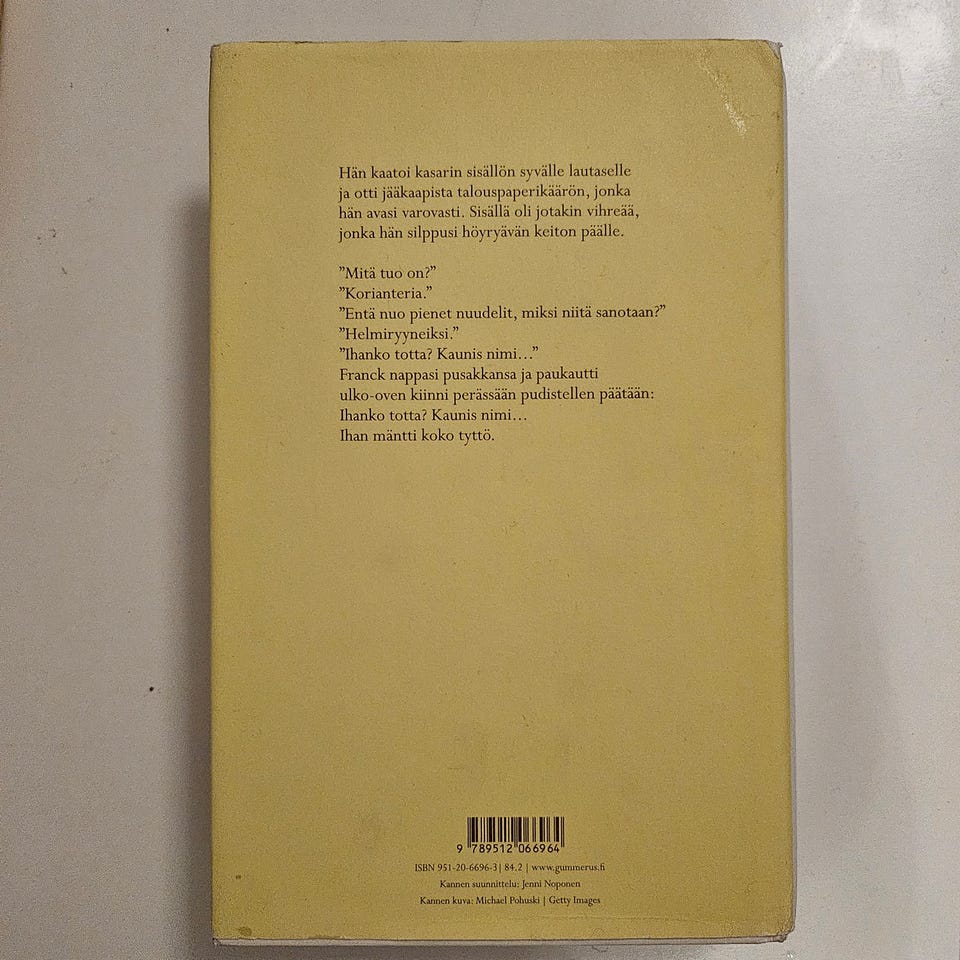 Hän kaatoi kasarin sisällön syvälle lautaselle
ja otti jääkaapista talouspaperikäärön, jonka
hän avasi varovasti. Sisällä oli jotakin vihreää,
jonka hän silppusi höyryävän keiton päälle.
”Mitä tuo on?”
”Korianteria.”
”Entä nuo pienet nuudelit, miksi niitä sanotaan?”
”Helmiryyneiksi.”
”Ihanko totta? Kaunis nimi…”
Franck nappasi pusakkansa ja paukautti
ulko-oven kiinni perässään pudistellen päätään:
Ihanko totta? Kaunis nimi…
Ihan mäntti koko tyttö.
9 789512 066964
ISBN 951-20-6696-3 | 84.2 | www.gummerus.fi
Kannen suunnittelu: Jenni Noponen
Kannen kuva: Michael Pohuski | Getty Images